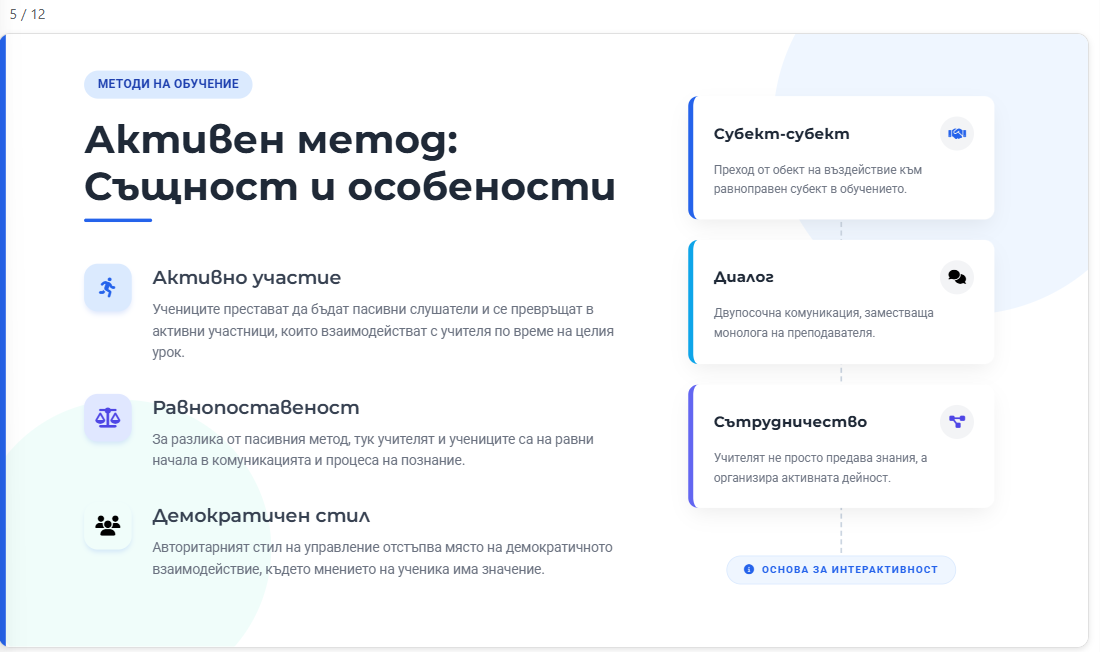 5 / 12
МЕТОДИ НА ОБУЧЕНИЕ
Активен метод:
Същност и особености
Активно участие
Учениците престават да бъдат пасивни слушатели и се превръщат в
активни участници, които взаимодействат с учителя по време на целия
урок.
Равнопоставеност
За разлика от пасивния метод, тук учителят и учениците са на равни
начала в комуникацията и процеса на познание.
Демократичен стил
Авторитарният стил на управление отстъпва място на демократичното
взаимодействие, където мнението на ученика има значение.
Субект-субект
Преход от обект на въздействие към
равноправен субект в обучението.
Диалог
Двупосочна комуникация, заместваща
монолога на преподавателя.
Сътрудничество
Учителят не просто предава знания, а
организира активната дейност.
ОСНОВА ЗА ИНТЕРАКТИВНОСТ